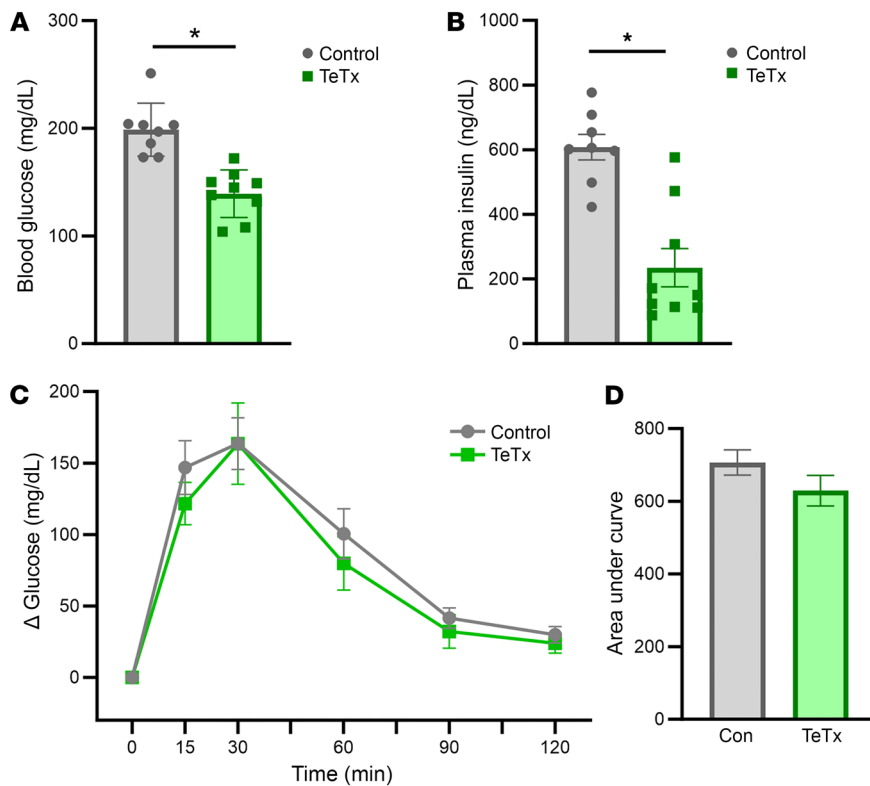 A
Blood glucose (mg/dL)
300
200
100
0
*
Control
TeTx
B
Plasma insulin (ng/dL)
1000
800
600
400
200
0
*
Control
TeTx
C
Δ Glucose (mg/dL)
200
150
100
50
0
Control
TeTx
0 15 30 60 90 120
Time (min)
D
Area under curve
800
600
400
200
0
Con TeTx